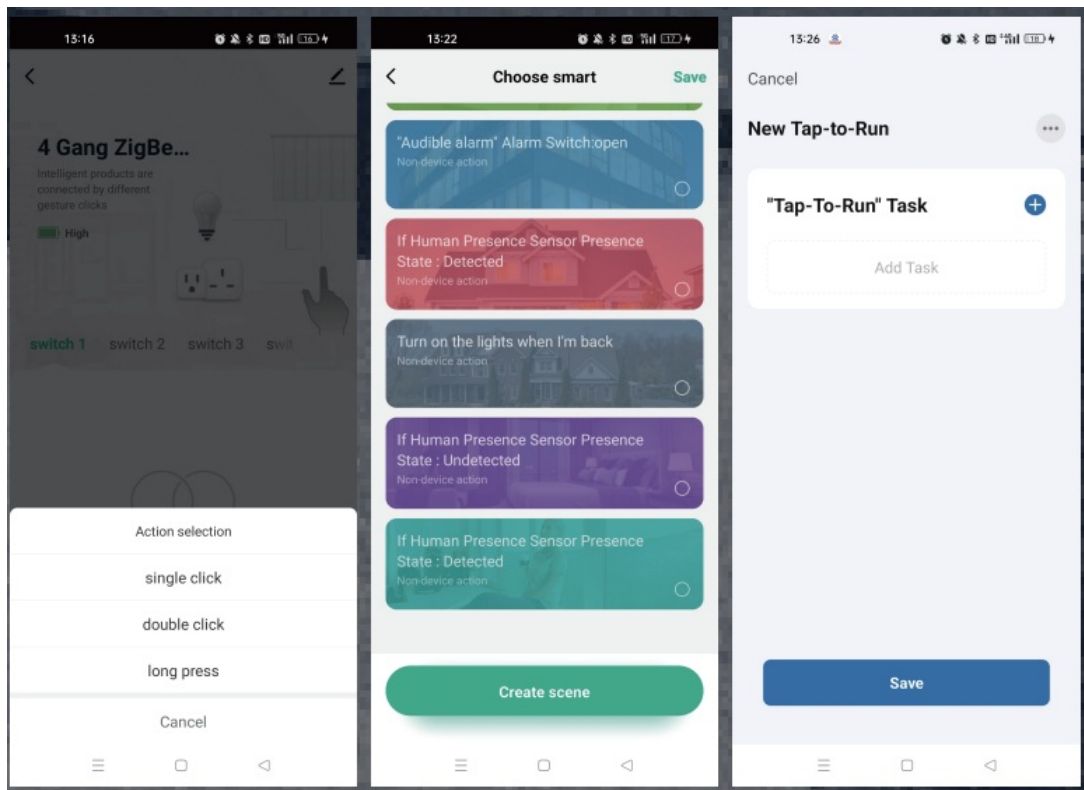 13:16
16
4 Gang ZigBe...
Intelligent products are
connected by different
gesture clicks
High
switch 1 switch 2 switch 3 swit
Action selection
single click
double click
long press
Cancel
13:22
17
Choose smart
Save
"Audible alarm" Alarm Switch:open
Non-device action
If Human Presence Sensor Presence
State : Detected
Non-device action
Turn on the lights when I'm back
Non-device action
If Human Presence Sensor Presence
State : Undetected
Non-device action
If Human Presence Sensor Presence
State : Detected
Non-device action
Create scene
13:26
18
Cancel
New Tap-to-Run
"Tap-To-Run" Task
Add Task
Save